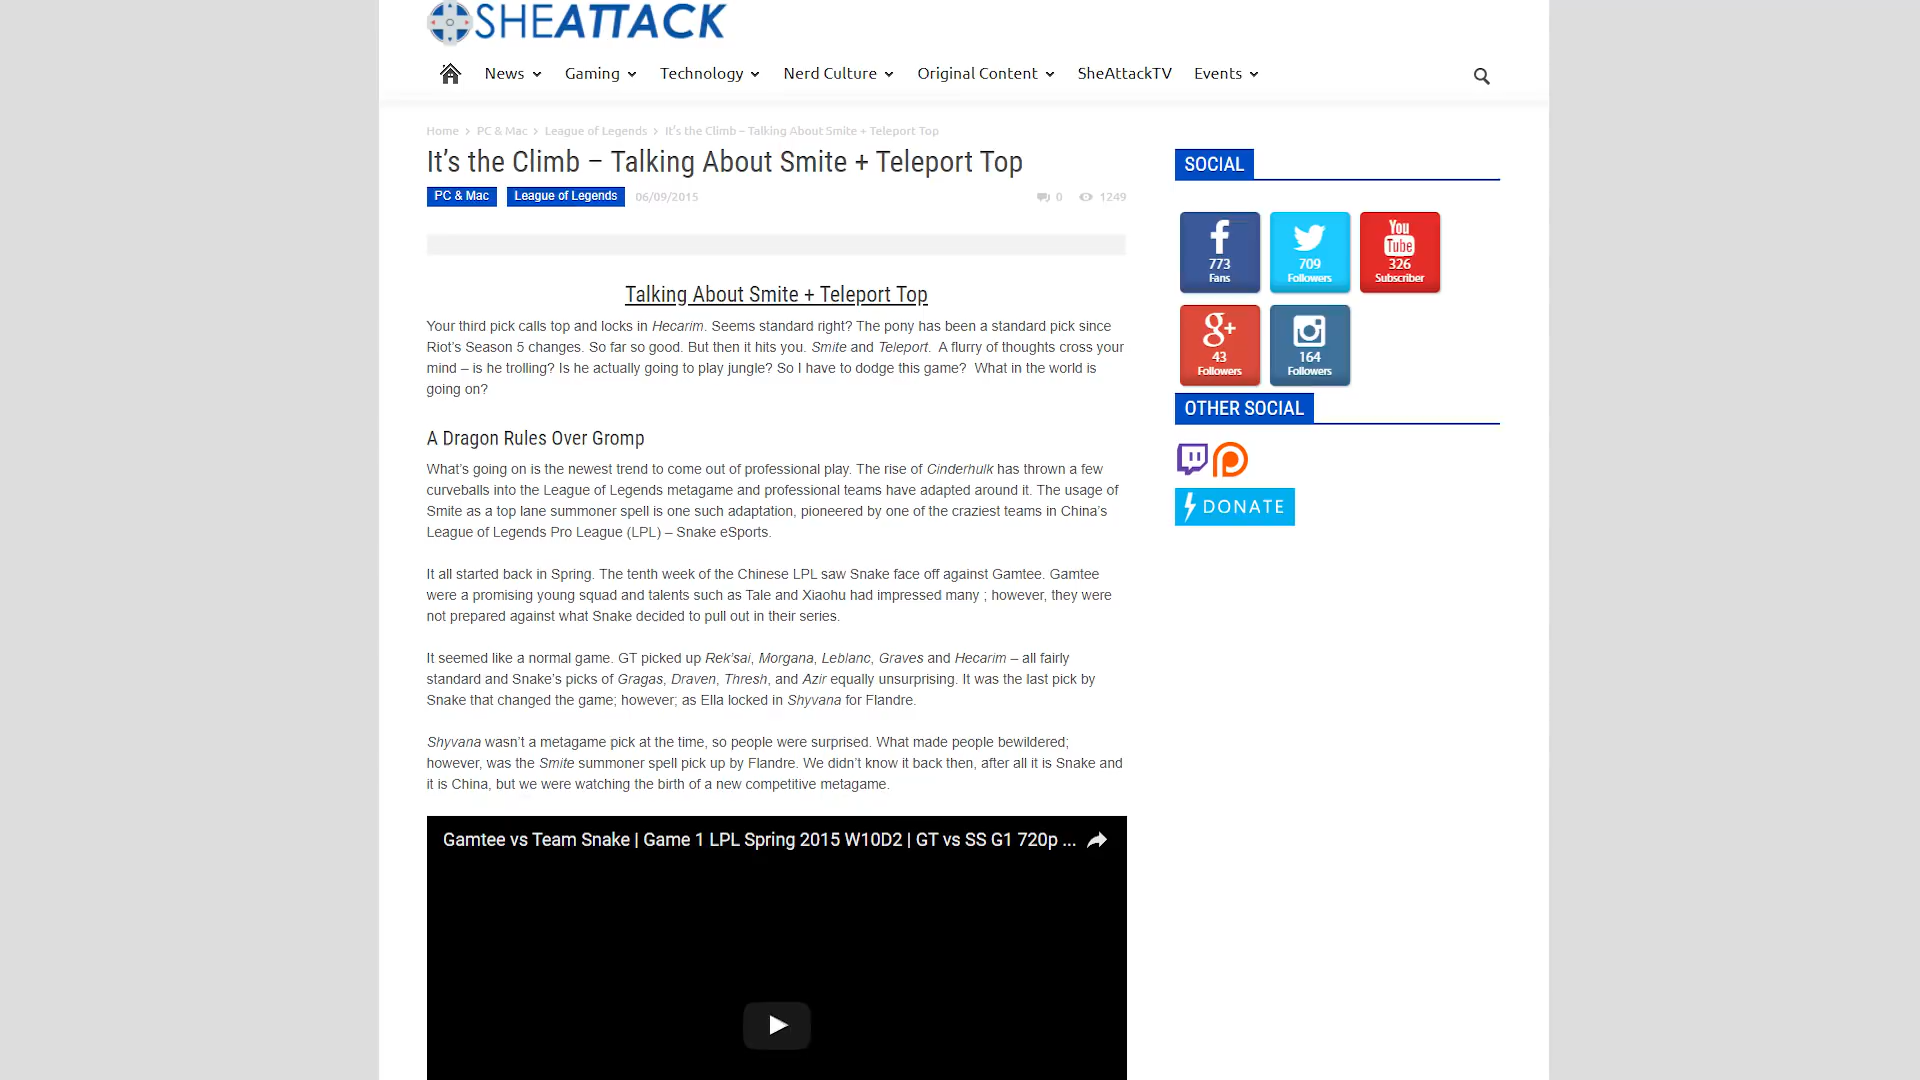 SHEATTACK
News
Gaming
Technology
Nerd Culture
Original Content
SheAttackTV
Events
Home > PC & Mac > League of Legends > It's the Climb – Talking About Smite + Teleport Top
It's the Climb – Talking About Smite + Teleport Top
PC & Mac
League of Legends
06/09/2015
0
1249
Talking About Smite + Teleport Top
Your third pick calls top and locks in Hecarim. Seems standard right? The pony has been a standard pick since
Riot's Season 5 changes. So far so good. But then it hits you. Smite and Teleport. A flurry of thoughts cross your
mind – is he trolling? Is he actually going to play jungle? So I have to dodge this game? What in the world is
going on?
A Dragon Rules Over Gromp
What's going on is the newest trend to come out of professional play. The rise of Cinderhulk has thrown a few
curveballs into the League of Legends metagame and professional teams have adapted around it. The usage of
Smite as a top lane summoner spell is one such adaptation, pioneered by one of the craziest teams in China's
League of Legends Pro League (LPL) – Snake eSports.
It all started back in Spring. The tenth week of the Chinese LPL saw Snake face off against Gamtee. Gamtee
were a promising young squad and talents such as Tale and Xiaohu had impressed many ; however, they were
not prepared against what Snake decided to pull out in their series.
It seemed like a normal game. GT picked up Rek'sai, Morgana, Leblanc, Graves and Hecarim – all fairly
standard and Snake's picks of Gragas, Draven, Thresh, and Azir equally unsurprising. It was the last pick by
Snake that changed the game; however; as Ella locked in Shyvana for Flandre.
Shyvana wasn't a metagame pick at the time, so people were surprised. What made people bewildered;
however, was the Smite summoner spell pick up by Flandre. We didn't know it back then, after all it is Snake and
it is China, but we were watching the birth of a new competitive metagame.
Gamtee vs Team Snake | Game 1 LPL Spring 2015 W10D2 | GT vs SS G1 720p ...
SOCIAL
773
Fans
709
Followers
You
Tube
326
Subscriber
g+
43
Followers
164
Followers
OTHER SOCIAL
DONATE